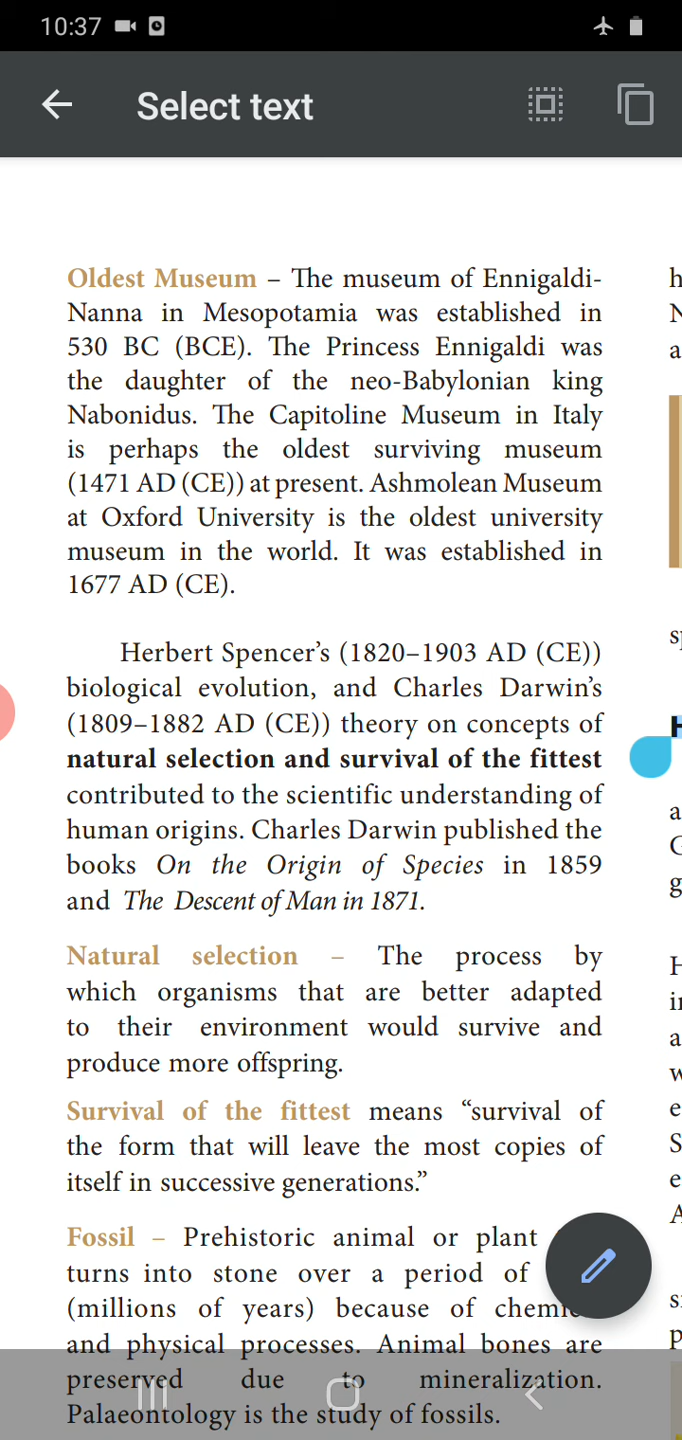 10:37
Select text
Oldest Museum – The museum of Ennigaldi-
Nanna in Mesopotamia was established in
530 BC (BCE). The Princess Ennigaldi was
the daughter of the neo-Babylonian king
Nabonidus. The Capitoline Museum in Italy
is perhaps the oldest surviving museum
(1471 AD (CE)) at present. Ashmolean Museum
at Oxford University is the oldest university
museum in the world. It was established in
1677 AD (CE).
Herbert Spencer’s (1820–1903 AD (CE))
biological evolution, and Charles Darwin’s
(1809–1882 AD (CE)) theory on concepts of
natural selection and survival of the fittest
contributed to the scientific understanding of
human origins. Charles Darwin published the
books On the Origin of Species in 1859
and The Descent of Man in 1871.
Natural selection – The process by
which organisms that are better adapted
to their environment would survive and
produce more offspring.
Survival of the fittest means “survival of
the form that will leave the most copies of
itself in successive generations.”
Fossil – Prehistoric animal or plant
turns into stone over a period of
(millions of years) because of
and physical processes. Animal bones are
preserved due to mineralization.
Palaeontology is the study of fossils.